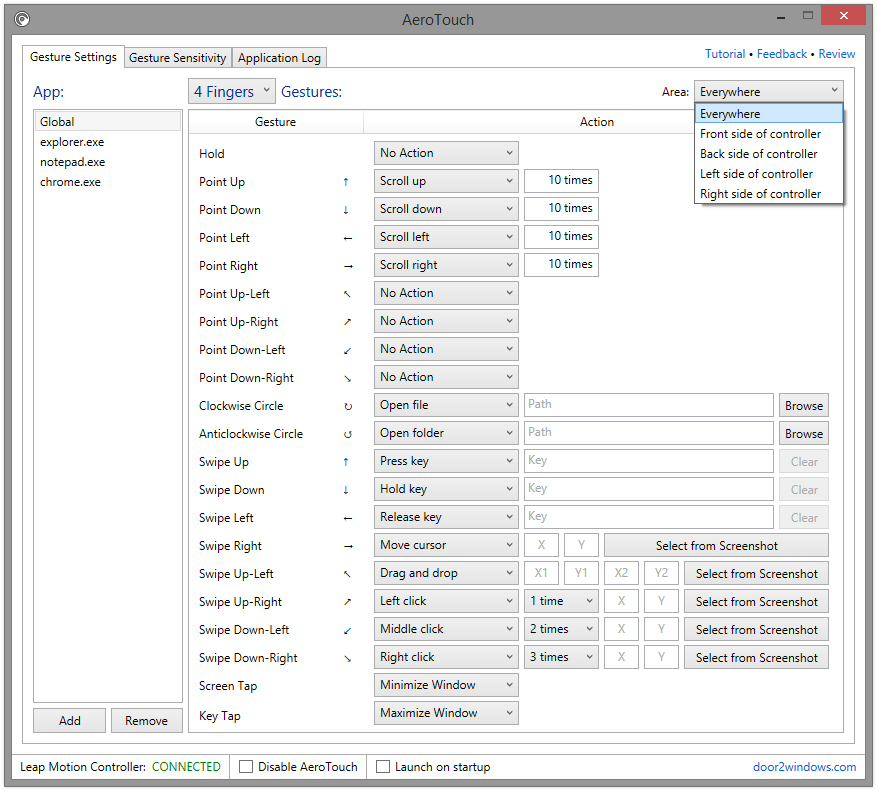 AeroTouch
Gesture Settings Gesture Sensitivity Application Log Tutorial • Feedback • Review
App: 4 Fingers Gestures: Area: Everywhere
Everywhere
Front side of controller
Back side of controller
Left side of controller
Right side of controller
Global
explorer.exe
notepad.exe
chrome.exe
Gesture Action
Hold No Action
Point Up ↑ Scroll up 10 times
Point Down ↓ Scroll down 10 times
Point Left ← Scroll left 10 times
Point Right → Scroll right 10 times
Point Up-Left ↖ No Action
Point Up-Right ↗ No Action
Point Down-Left ↙ No Action
Point Down-Right ↘ No Action
Clockwise Circle ↻ Open file Path Browse
Anticlockwise Circle ↺ Open folder Path Browse
Swipe Up ↑ Press key Key Clear
Swipe Down ↓ Hold key Key Clear
Swipe Left ← Release key Key Clear
Swipe Right → Move cursor X Y Select from Screenshot
Swipe Up-Left ↖ Drag and drop X1 Y1 X2 Y2 Select from Screenshot
Swipe Up-Right ↗ Left click 1 time X Y Select from Screenshot
Swipe Down-Left ↙ Middle click 2 times X Y Select from Screenshot
Swipe Down-Right ↘ Right click 3 times X Y Select from Screenshot
Screen Tap Minimize Window
Key Tap Maximize Window
Add Remove
Leap Motion Controller: CONNECTED Disable AeroTouch Launch on startup door2windows.com